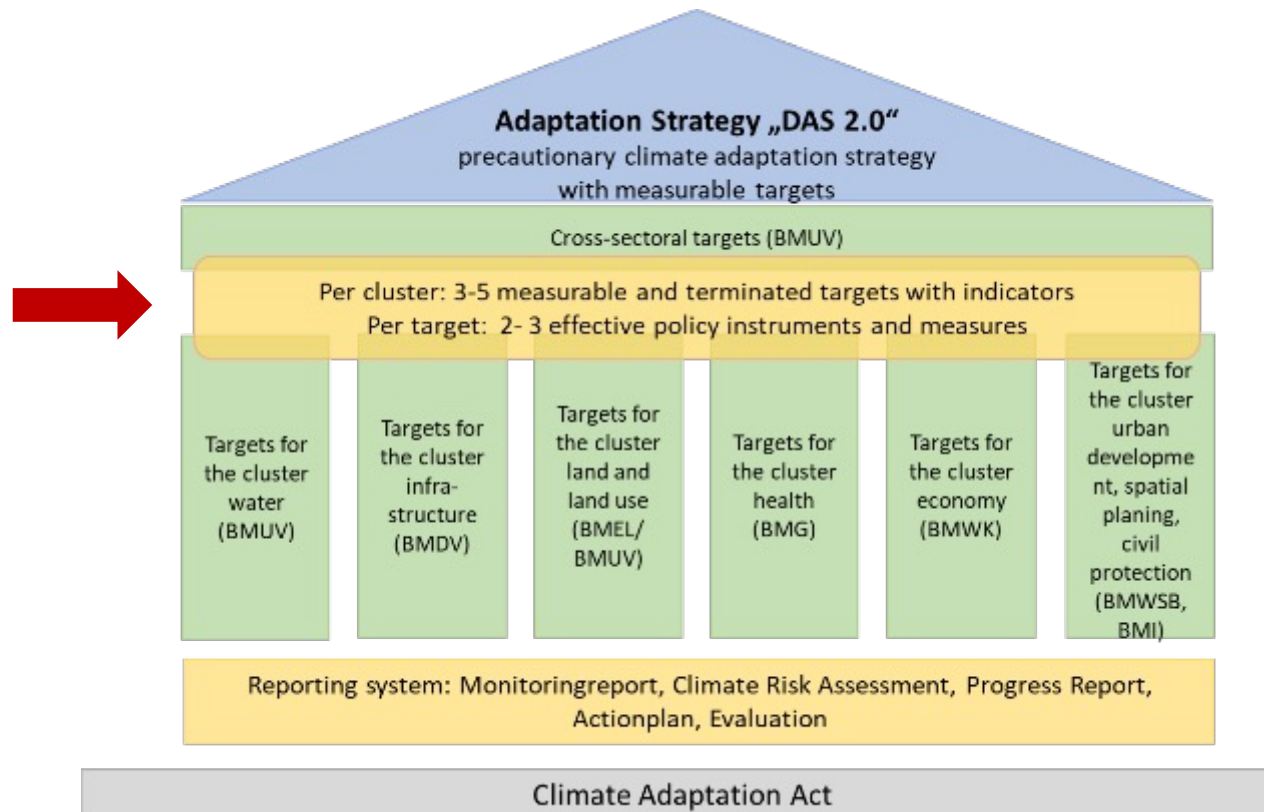 Adaptation Strategy „DAS 2.0“
precautionary climate adaptation strategy
with measurable targets
Cross-sectoral targets (BMUV)
Per cluster: 3-5 measurable and terminated targets with indicators
Per target: 2- 3 effective policy instruments and measures
Targets for
the cluster
water
(BMUV)
Targets for
the cluster
infra-
structure
(BMDV)
Targets for
the cluster
land and
land use
(BMEL/
BMUV)
Targets for
the cluster
health
(BMG)
Targets for
the cluster
economy
(BMWK)
Targets for
the cluster
urban
developme
nt, spatial
planing,
civil
protection
(BMWSB,
BMI)
Reporting system: Monitoringreport, Climate Risk Assessment, Progress Report,
Actionplan, Evaluation
Climate Adaptation Act